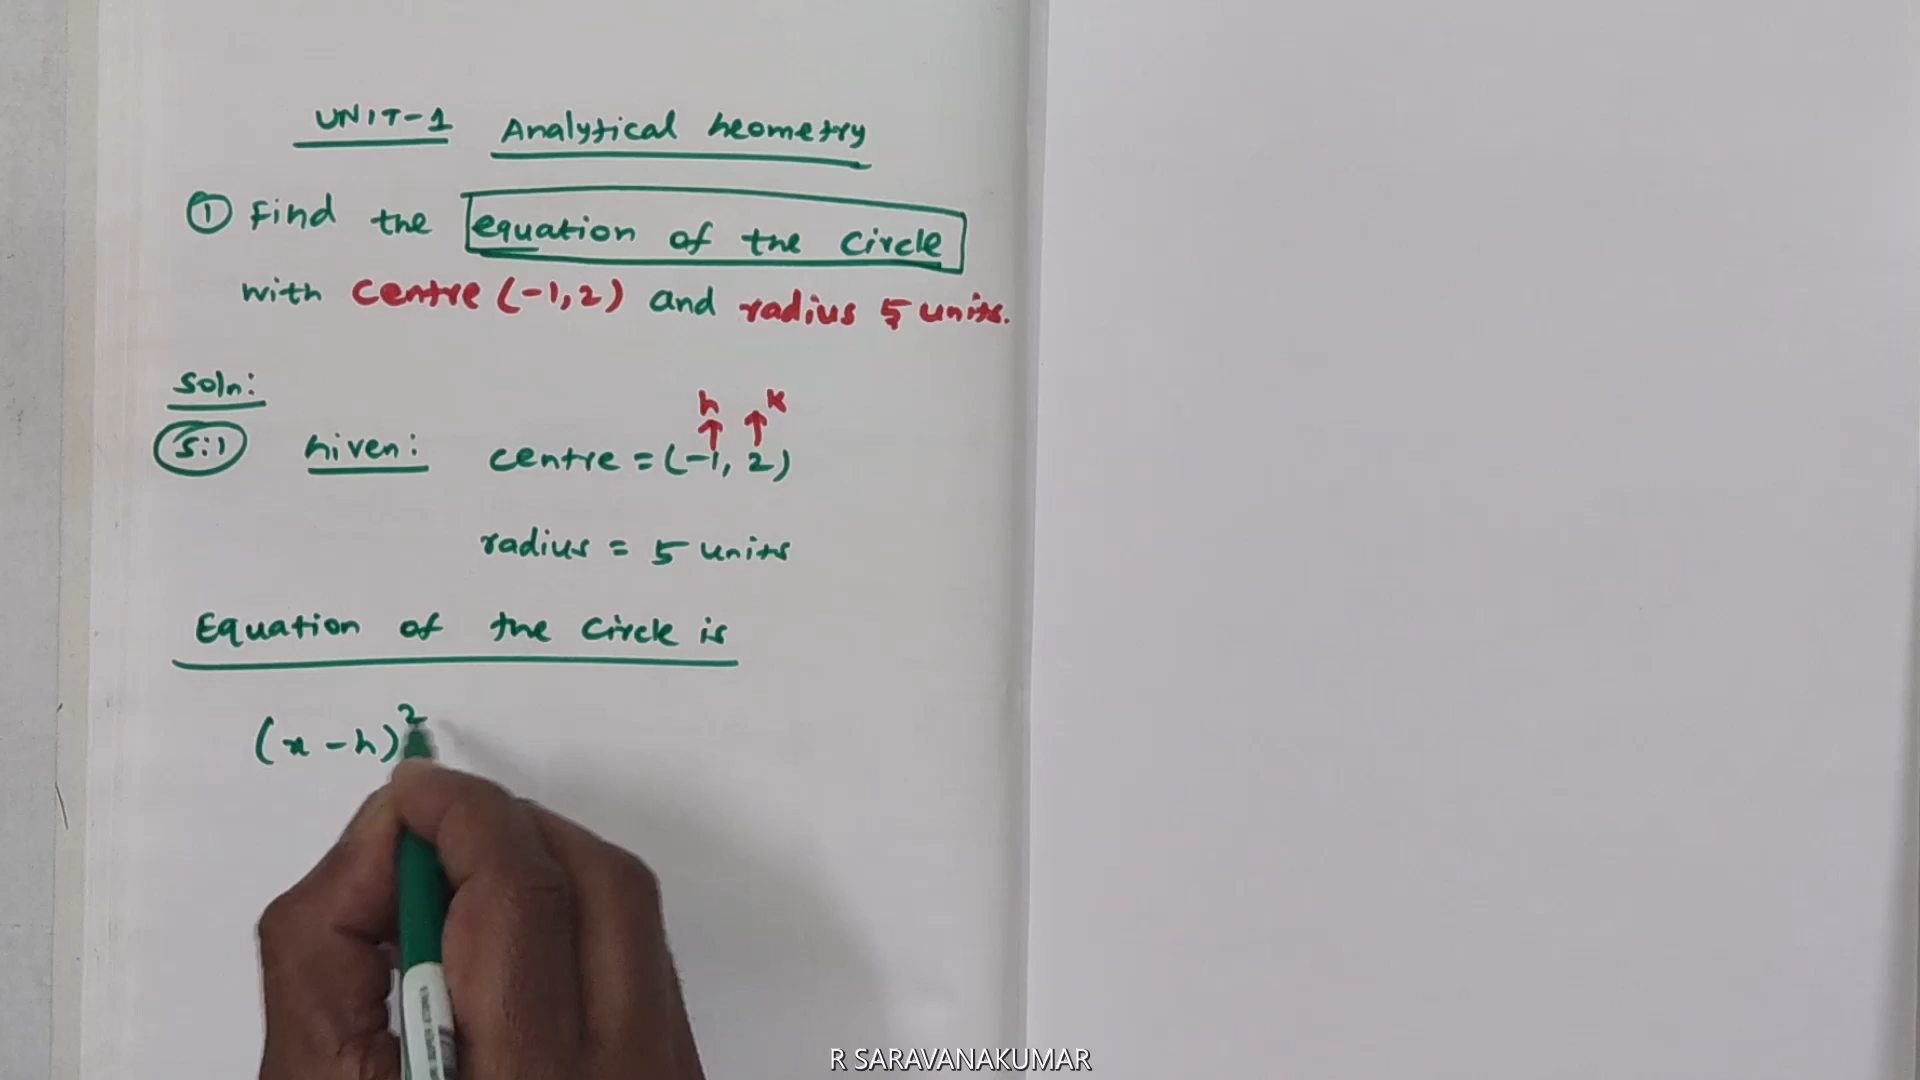 UNIT-1 Analytical Geometry
① Find the equation of the Circle
with centre (-1,2) and radius 5 units.
Soln:
h k
S:1 Given: centre = (-1, 2)
radius = 5 units
Equation of the Circle is
(x - h)²
R SARAVANAKUMAR